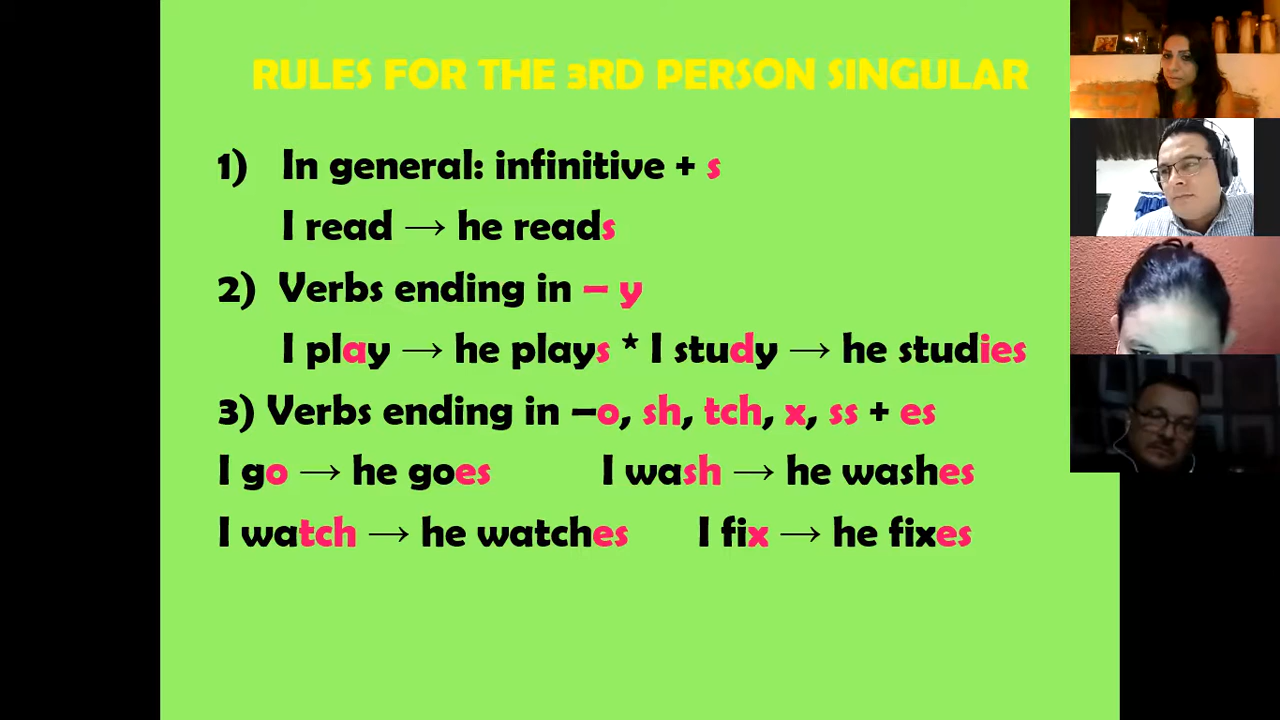 RULES FOR THE 3RD PERSON SINGULAR
1) In general: infinitive + s
I read → he reads
2) Verbs ending in – y
I play → he plays * I study → he studies
3) Verbs ending in –o, sh, tch, x, ss + es
I go → he goes I wash → he washes
I watch → he watches I fix → he fixes